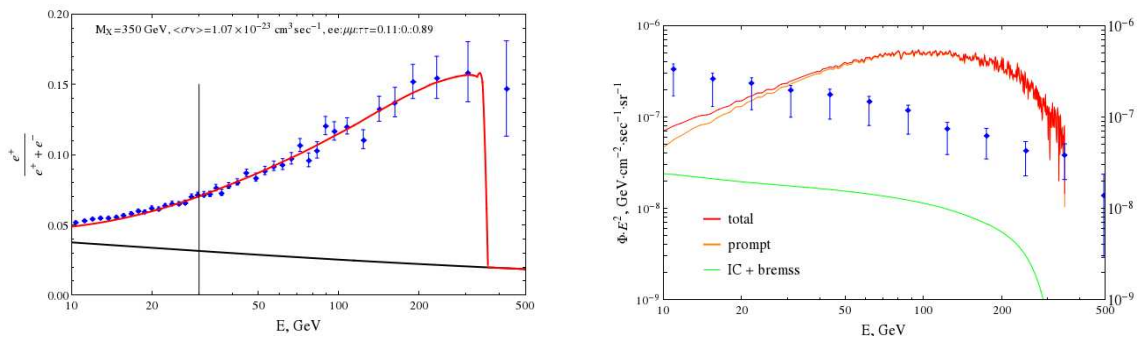 M_X=350 GeV, <σv>=1.07×10^-23 cm^3 sec^-1, ee:μμ:ττ=0.11:0.:0.89
0.20
0.15
0.10
0.05
0.00
e^+
e^+ + e^-
10 20 50 100 200 500
E, GeV
10^-6
10^-7
10^-8
10^-9
Φ·E^2, GeV·cm^-2·sec^-1·sr^-1
total
prompt
IC + bremss
10^-6
10^-7
10^-8
10^-9
10 20 50 100 200 500
E, GeV